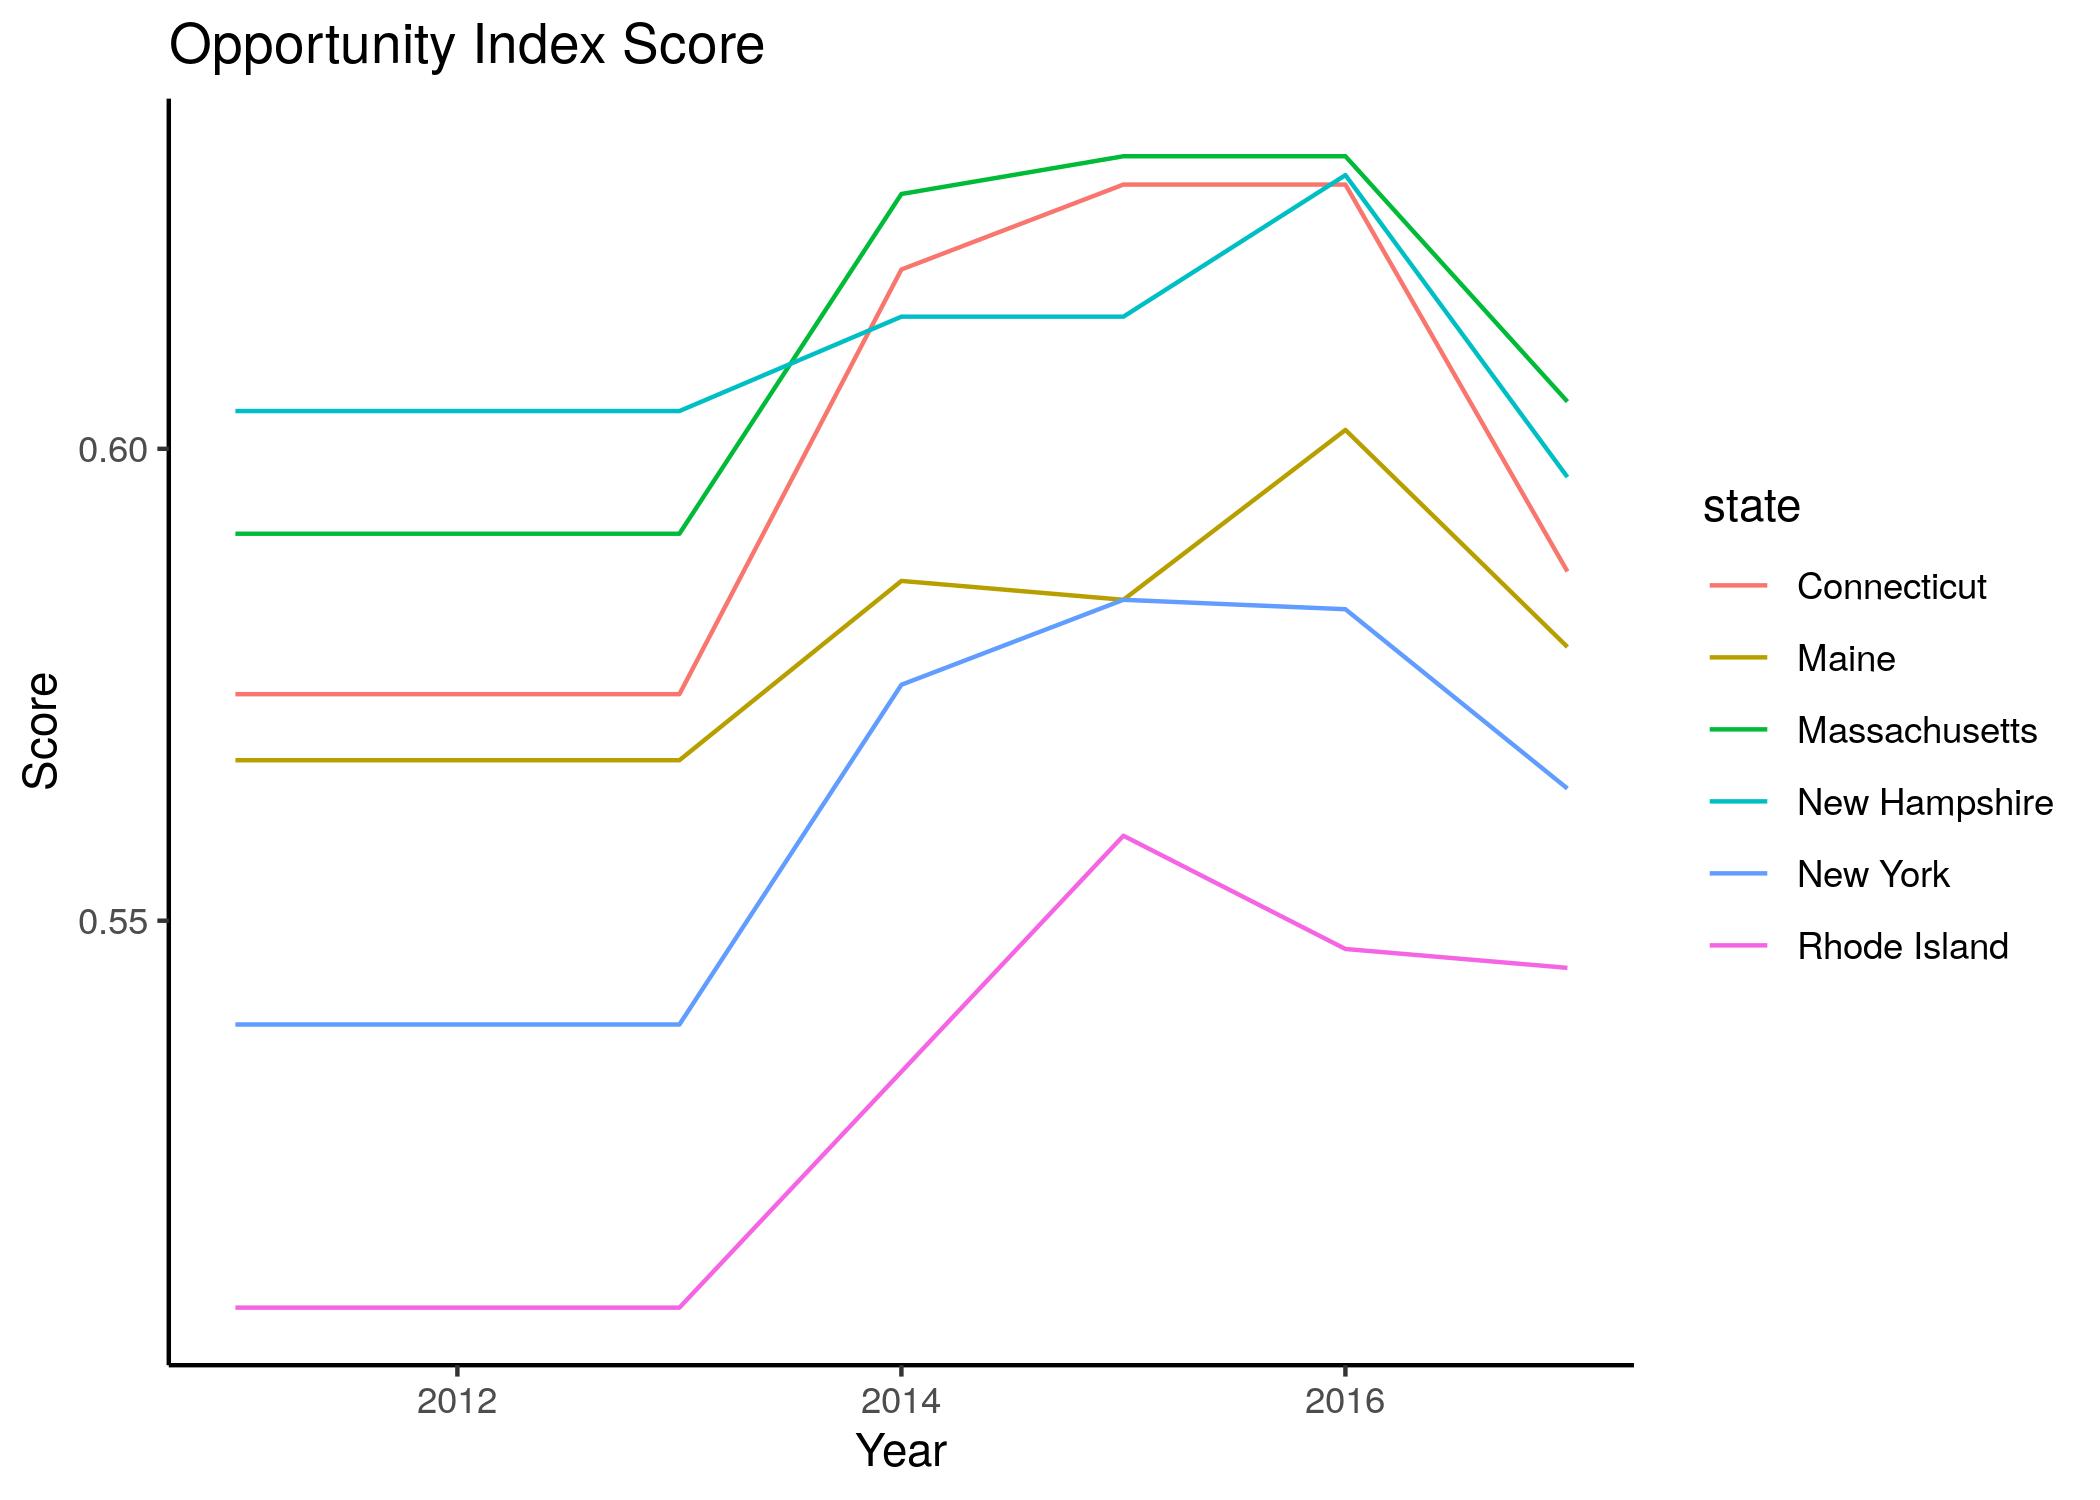 Opportunity Index Score
0.60
0.55
Score
2012
2014
2016
Year
state
Connecticut
Maine
Massachusetts
New Hampshire
New York
Rhode Island